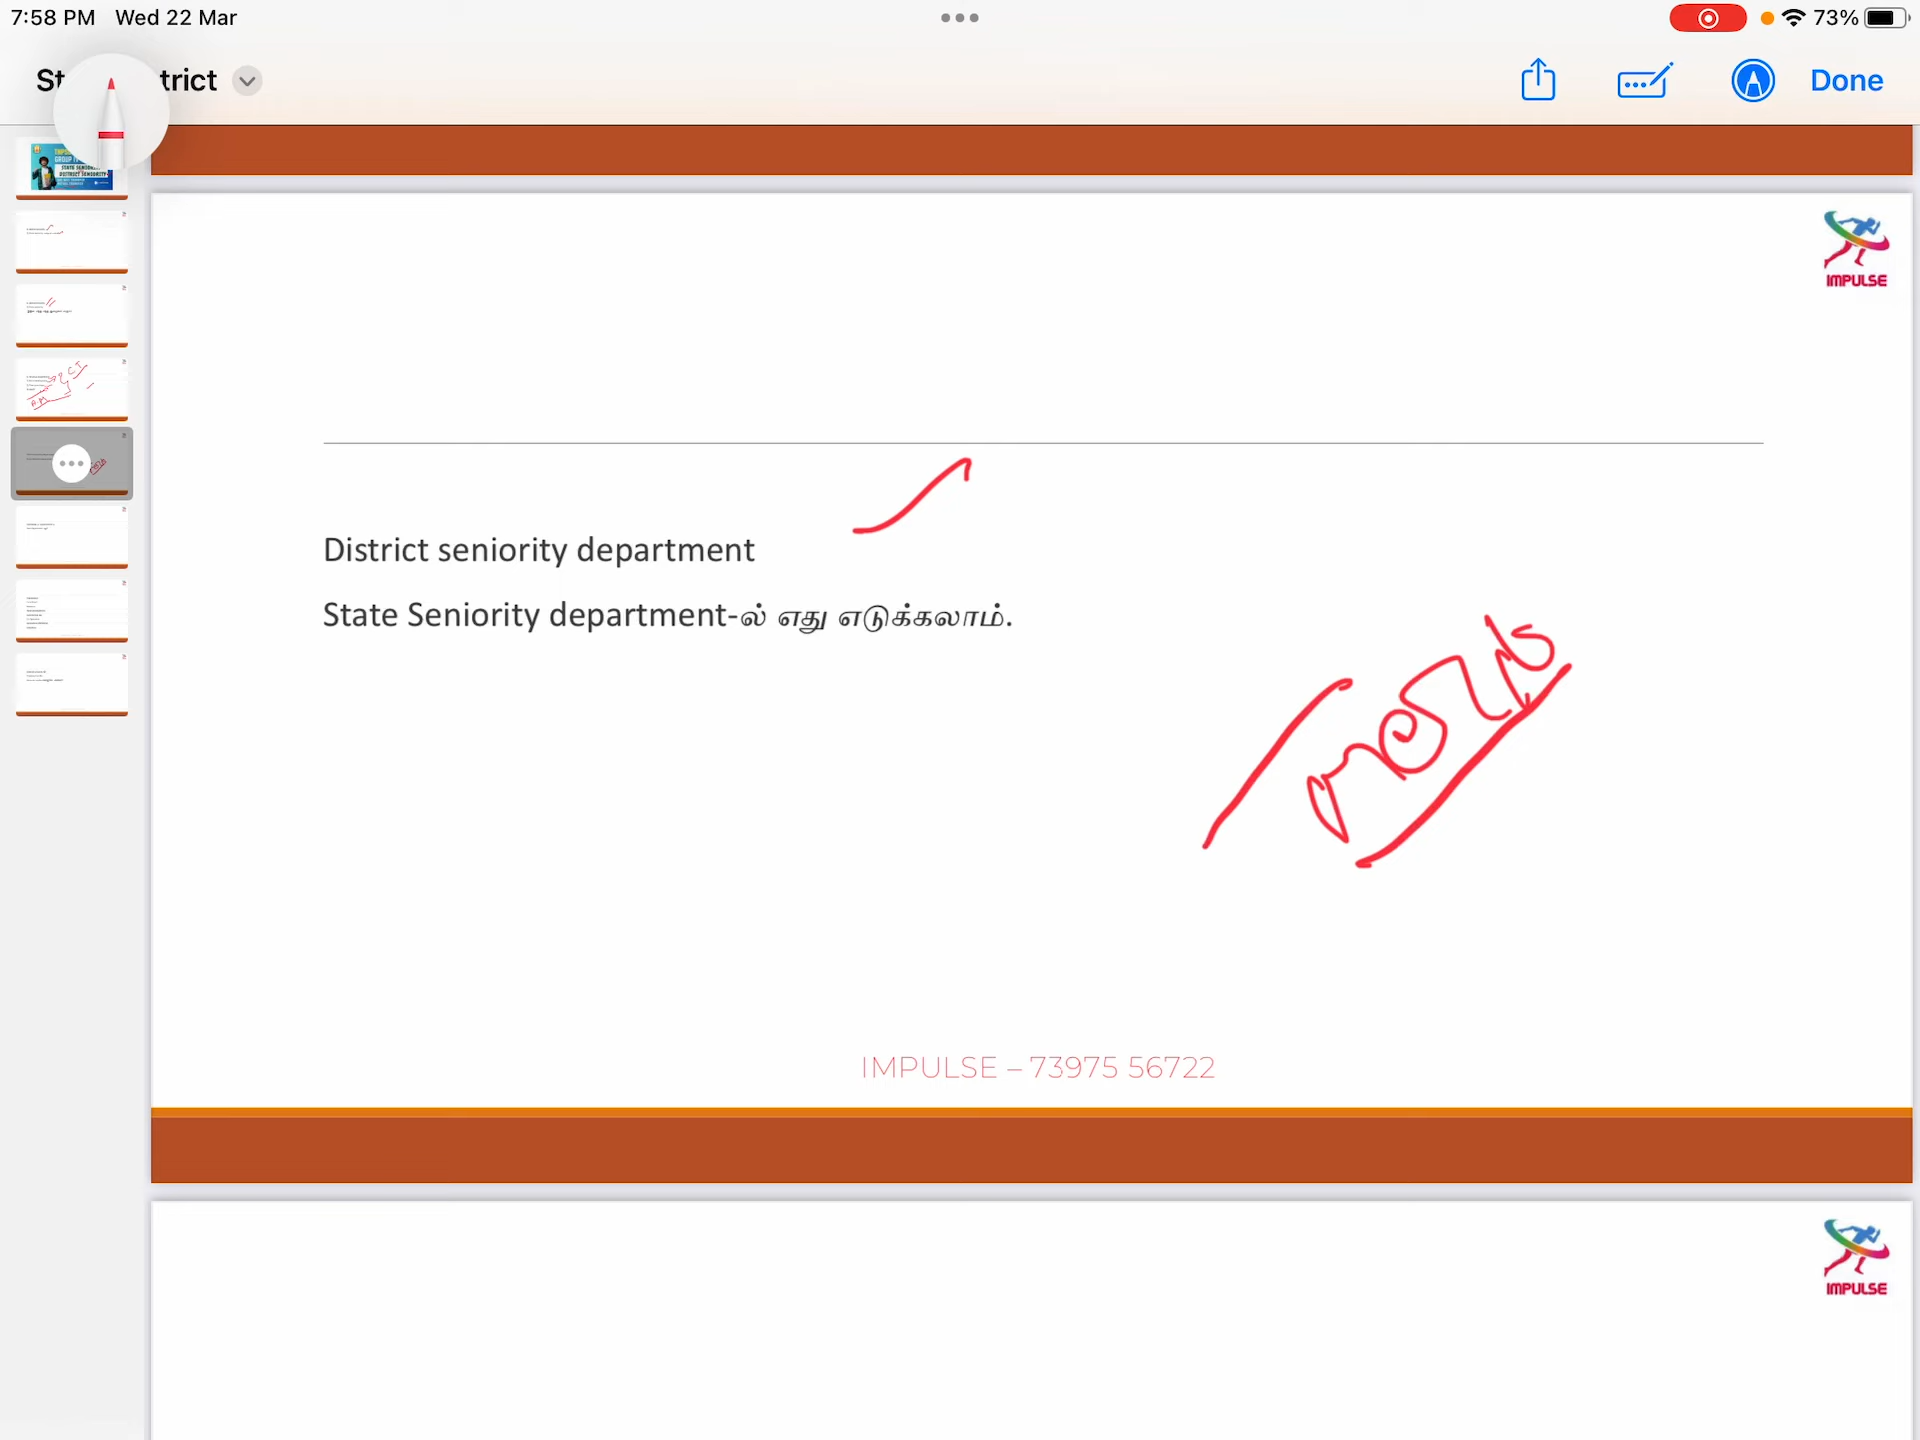 7:58 PM Wed 22 Mar
73%
Done
IMPULSE
District seniority department
State Seniority department-ல் எது எடுக்கலாம்.
IMPULSE – 73975 56722
IMPULSE